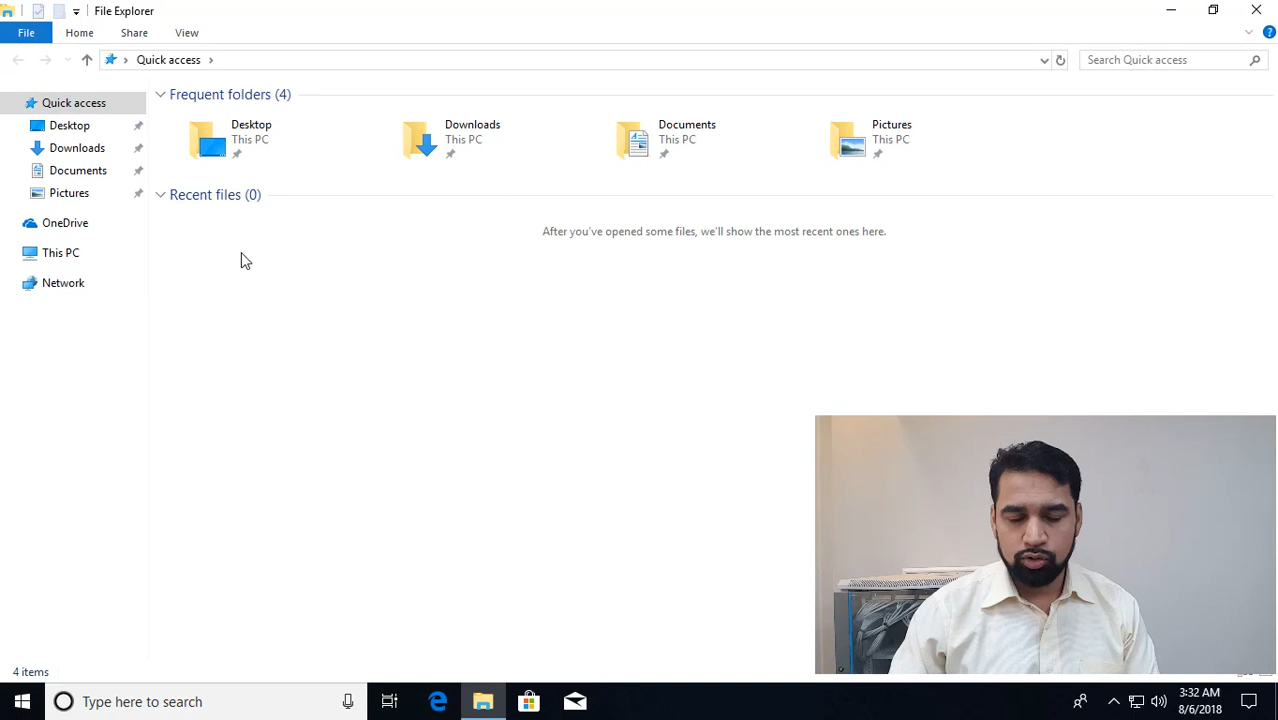 File Explorer
File Home Share View
Quick access
Search Quick access
Quick access
Desktop
Downloads
Documents
Pictures
OneDrive
This PC
Network
Frequent folders (4)
Desktop
This PC
Downloads
This PC
Documents
This PC
Pictures
This PC
Recent files (0)
After you've opened some files, we'll show the most recent ones here.
4 items
Type here to search
3:32 AM
8/6/2018